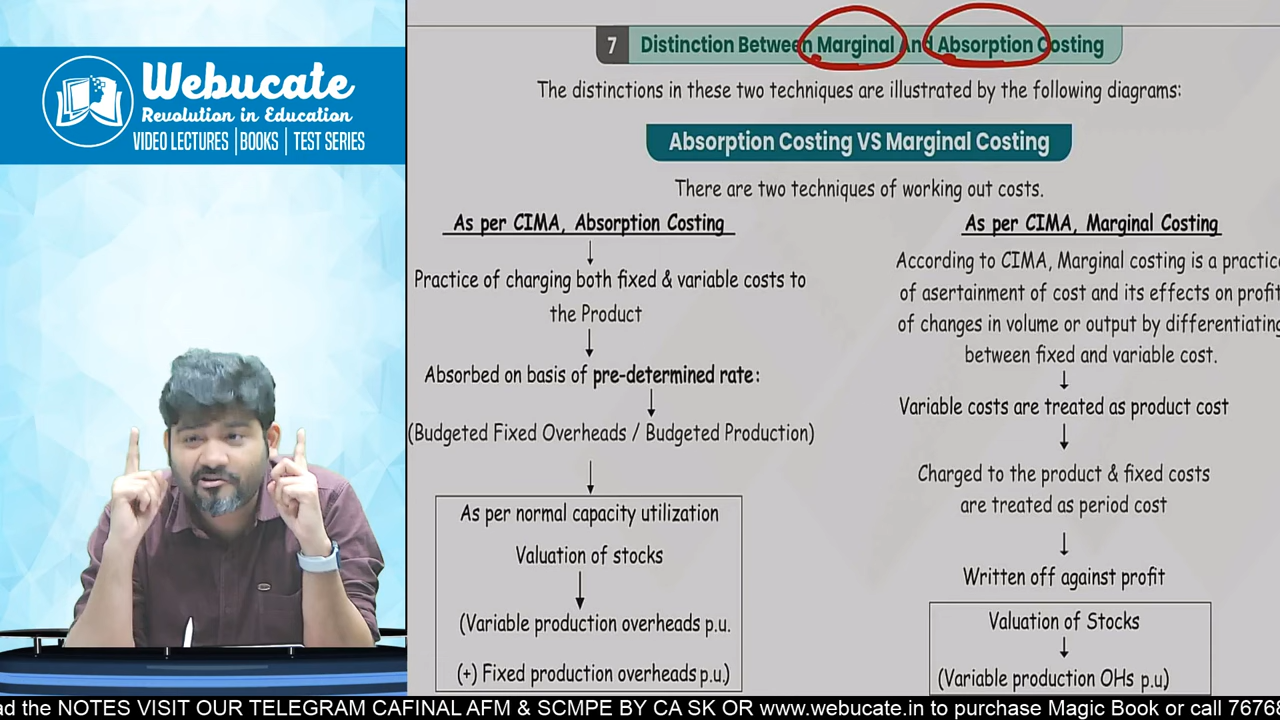 Webucate
Revolution in Education
VIDEO LECTURES | BOOKS | TEST SERIES
7 Distinction Between Marginal And Absorption Costing
The distinctions in these two techniques are illustrated by the following diagrams:
Absorption Costing VS Marginal Costing
There are two techniques of working out costs.
As per CIMA, Absorption Costing
Practice of charging both fixed & variable costs to
the Product
Absorbed on basis of pre-determined rate:
(Budgeted Fixed Overheads / Budgeted Production)
As per normal capacity utilization
Valuation of stocks
(Variable production overheads p.u.
(+) Fixed production overheads p.u.)
As per CIMA, Marginal Costing
According to CIMA, Marginal costing is a practice
of asertainment of cost and its effects on profit
of changes in volume or output by differentiating
between fixed and variable cost.
Variable costs are treated as product cost
Charged to the product & fixed costs
are treated as period cost
Written off against profit
Valuation of Stocks
(Variable production OHs p.u)
ad the NOTES VISIT OUR TELEGRAM CAFINAL AFM & SCMPE BY CA SK OR www.webucate.in to purchase Magic Book or call 7676